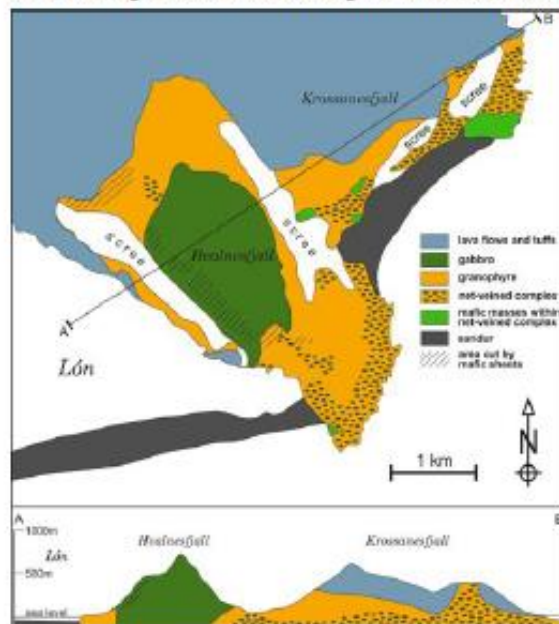 B
Krossanesfjall
scree
scree
scree
scree
Hvalnesfjall
A
Lón
lava flows and tuffs
gabbro
granophyre
net-veined complex
mafic masses within
net-veined complex
sandur
area cut by
mafic sheets
1 km
N
A
B
1000m
Hvalnesfjall
Krossanesfjall
Lón
500m
sea level